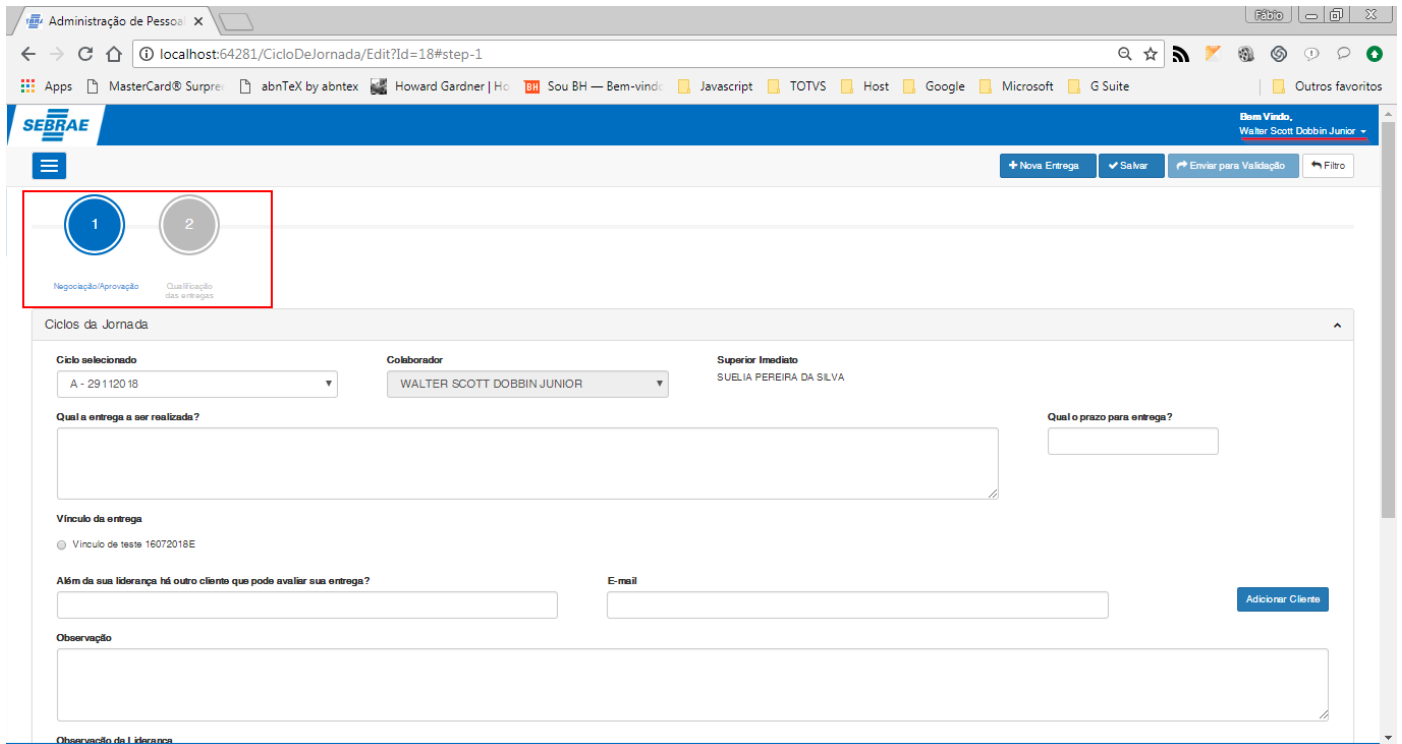 Administração de Pessoal
Fábio
localhost:64281/CicloDeJornada/Edit?Id=18#step-1
Apps MasterCard® Surpre abnTeX by abntex Howard Gardner | Ho BH Sou BH — Bem-vindo Javascript TOTVS Host Google Microsoft G Suite Outros favoritos
SEBRAE
Bem Vindo,
Walter Scott Dobbin Junior
Nova Entrega Salvar Enviar para Validação Filtro
1 2
Negociação/Aprovação Qualificação
das entregas
Ciclos da Jornada
Ciclo selecionado Colaborador Superior Imediato
A - 29112018 WALTER SCOTT DOBBIN JUNIOR SUELIA PEREIRA DA SILVA
Qual a entrega a ser realizada? Qual o prazo para entrega?
Vínculo da entrega
Vinculo de teste 16072018E
Além da sua liderança há outro cliente que pode avaliar sua entrega? E-mail
Adicionar Cliente
Observação
Observação da Liderança